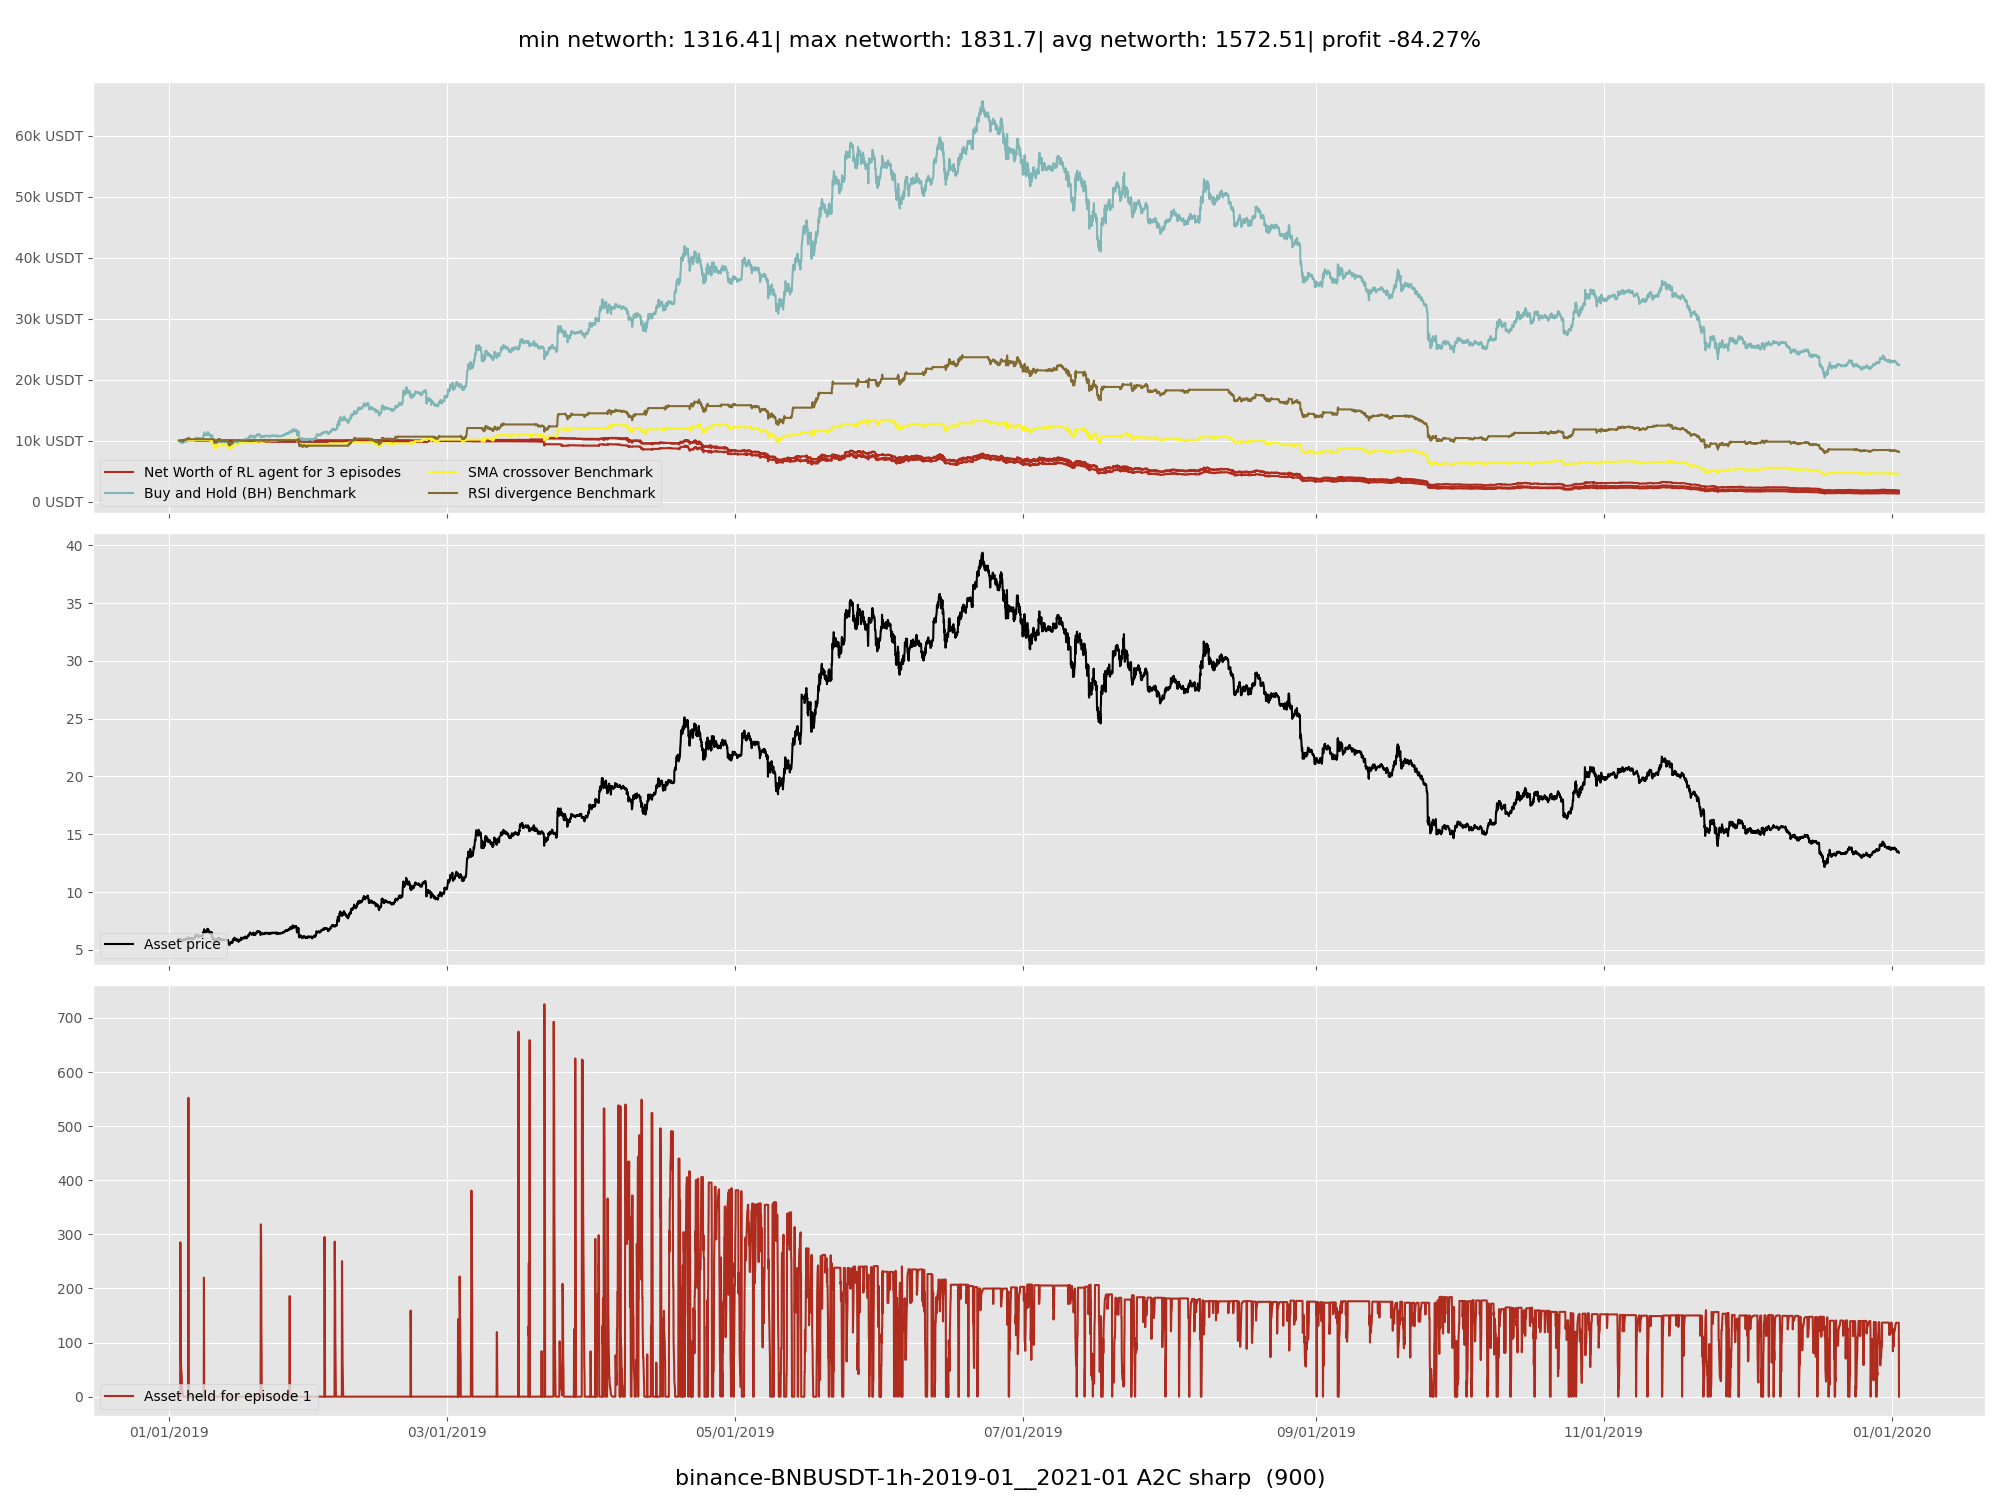 min networth: 1316.41| max networth: 1831.7| avg networth: 1572.51| profit -84.27%
60k USDT
50k USDT
40k USDT
30k USDT
20k USDT
10k USDT
0 USDT
Net Worth of RL agent for 3 episodes
Buy and Hold (BH) Benchmark
SMA crossover Benchmark
RSI divergence Benchmark
40
35
30
25
20
15
10
5
Asset price
700
600
500
400
300
200
100
0
Asset held for episode 1
01/01/2019 03/01/2019 05/01/2019 07/01/2019 09/01/2019 11/01/2019 01/01/2020
binance-BNBUSDT-1h-2019-01__2021-01 A2C sharp (900)